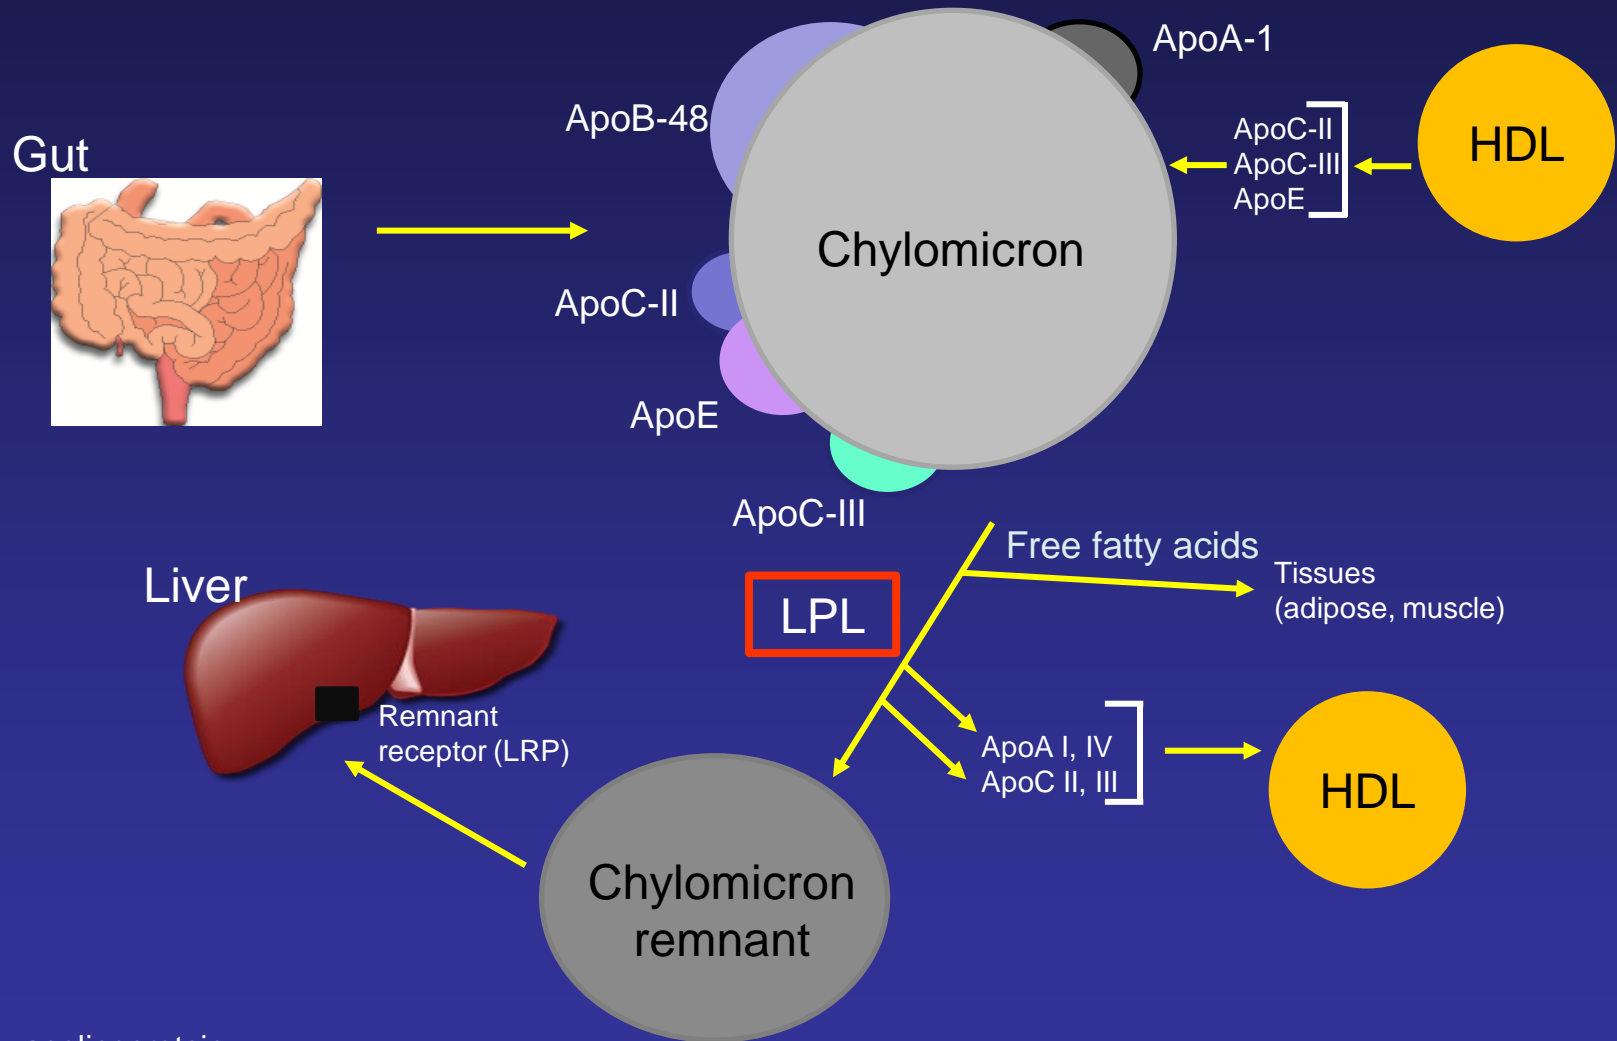 ApoA-1
ApoB-48
ApoC-II
ApoC-III
ApoE
HDL
Gut
Chylomicron
ApoC-II
ApoE
ApoC-III
Free fatty acids
Tissues
(adipose, muscle)
Liver
LPL
Remnant
receptor (LRP)
ApoA I, IV
ApoC II, III
HDL
Chylomicron
remnant